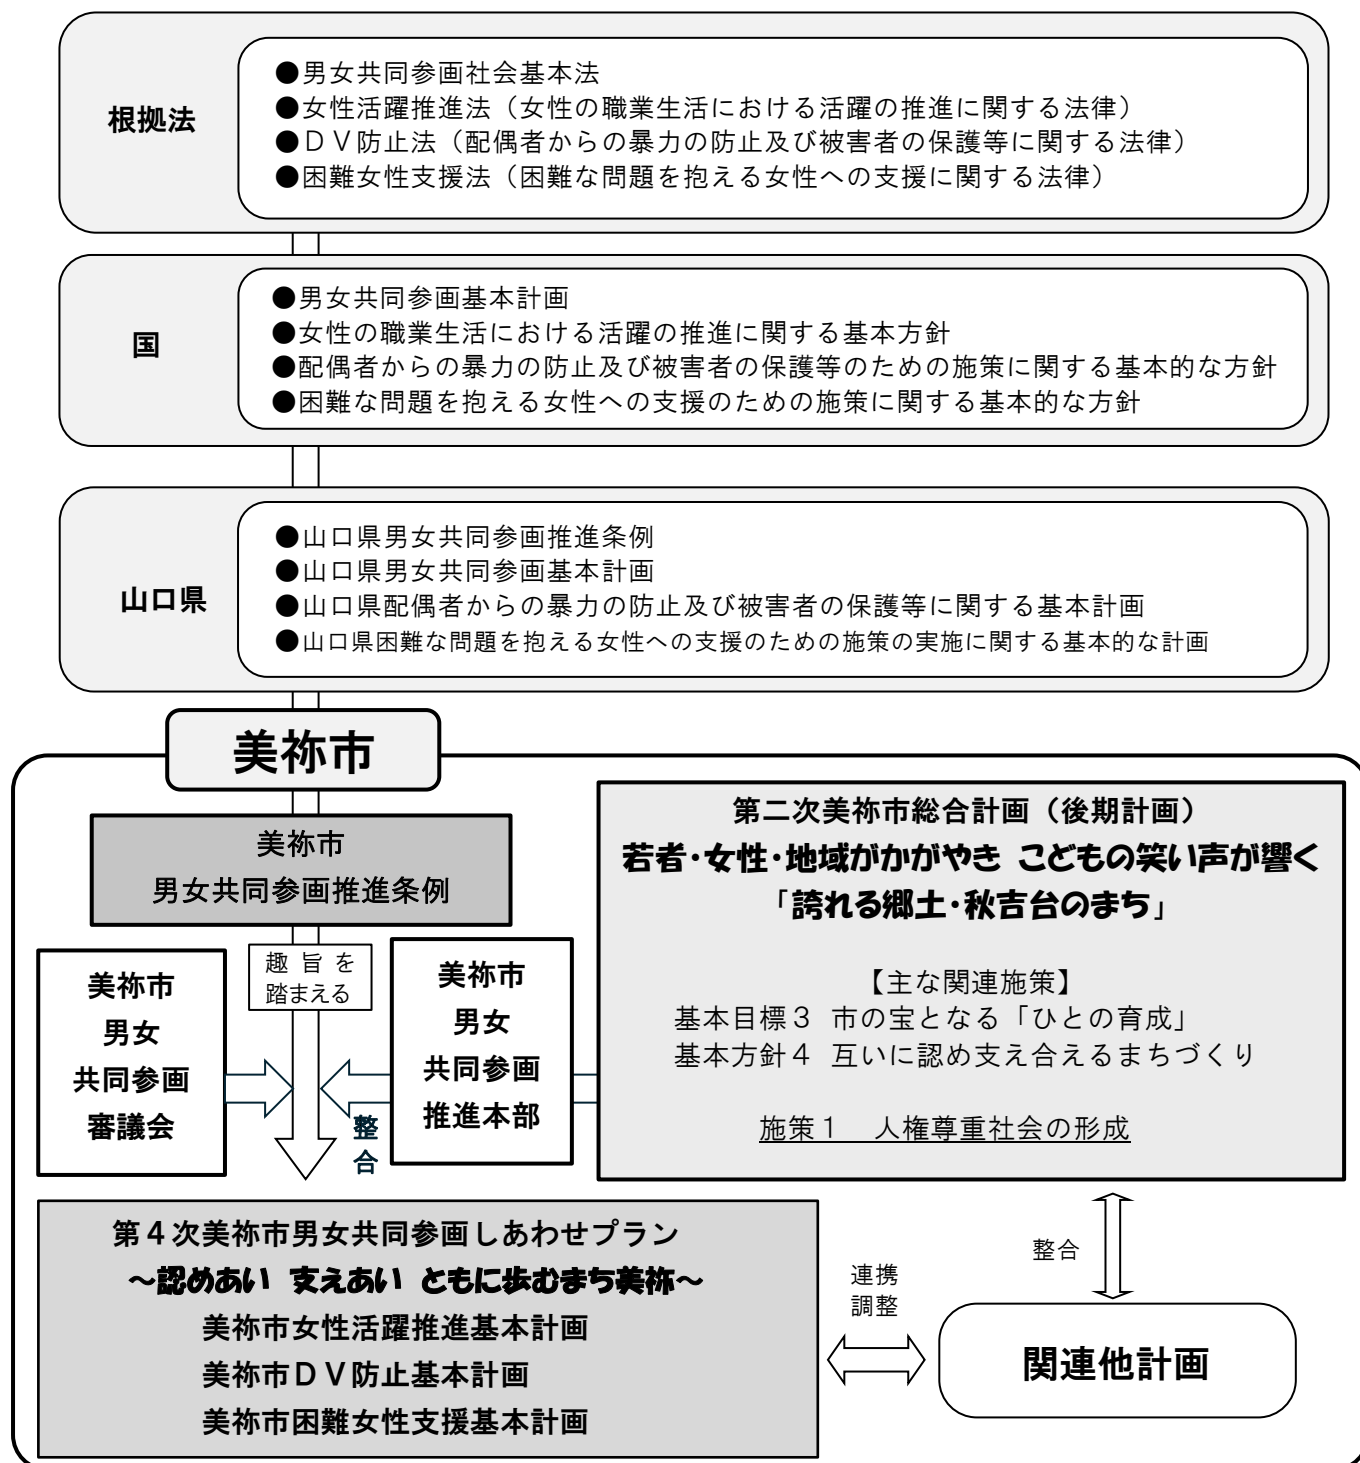 根拠法
●男女共同参画社会基本法
●女性活躍推進法（女性の職業生活における活躍の推進に関する法律）
●ＤＶ防止法（配偶者からの暴力の防止及び被害者の保護等に関する法律）
●困難女性支援法（困難な問題を抱える女性への支援に関する法律）
国
●男女共同参画基本計画
●女性の職業生活における活躍の推進に関する基本方針
●配偶者からの暴力の防止及び被害者の保護等のための施策に関する基本的な方針
●困難な問題を抱える女性への支援のための施策に関する基本的な方針
山口県
●山口県男女共同参画推進条例
●山口県男女共同参画基本計画
●山口県配偶者からの暴力の防止及び被害者の保護等に関する基本計画
●山口県困難な問題を抱える女性への支援のための施策の実施に関する基本的な計画
美祢市
美祢市
男女共同参画推進条例
趣旨を
踏まえる
美祢市
男女
共同参画
審議会
美祢市
男女
共同参画
推進本部
整
合
第二次美祢市総合計画（後期計画）
若者・女性・地域がかがやき こどもの笑い声が響く
「誇れる郷土・秋吉台のまち」
【主な関連施策】
基本目標３ 市の宝となる「ひとの育成」
基本方針４ 互いに認め支え合えるまちづくり
施策１　人権尊重社会の形成
第４次美祢市男女共同参画しあわせプラン
～認めあい 支えあい ともに歩むまち美祢～
美祢市女性活躍推進基本計画
美祢市ＤＶ防止基本計画
美祢市困難女性支援基本計画
連携
調整
整合
関連他計画